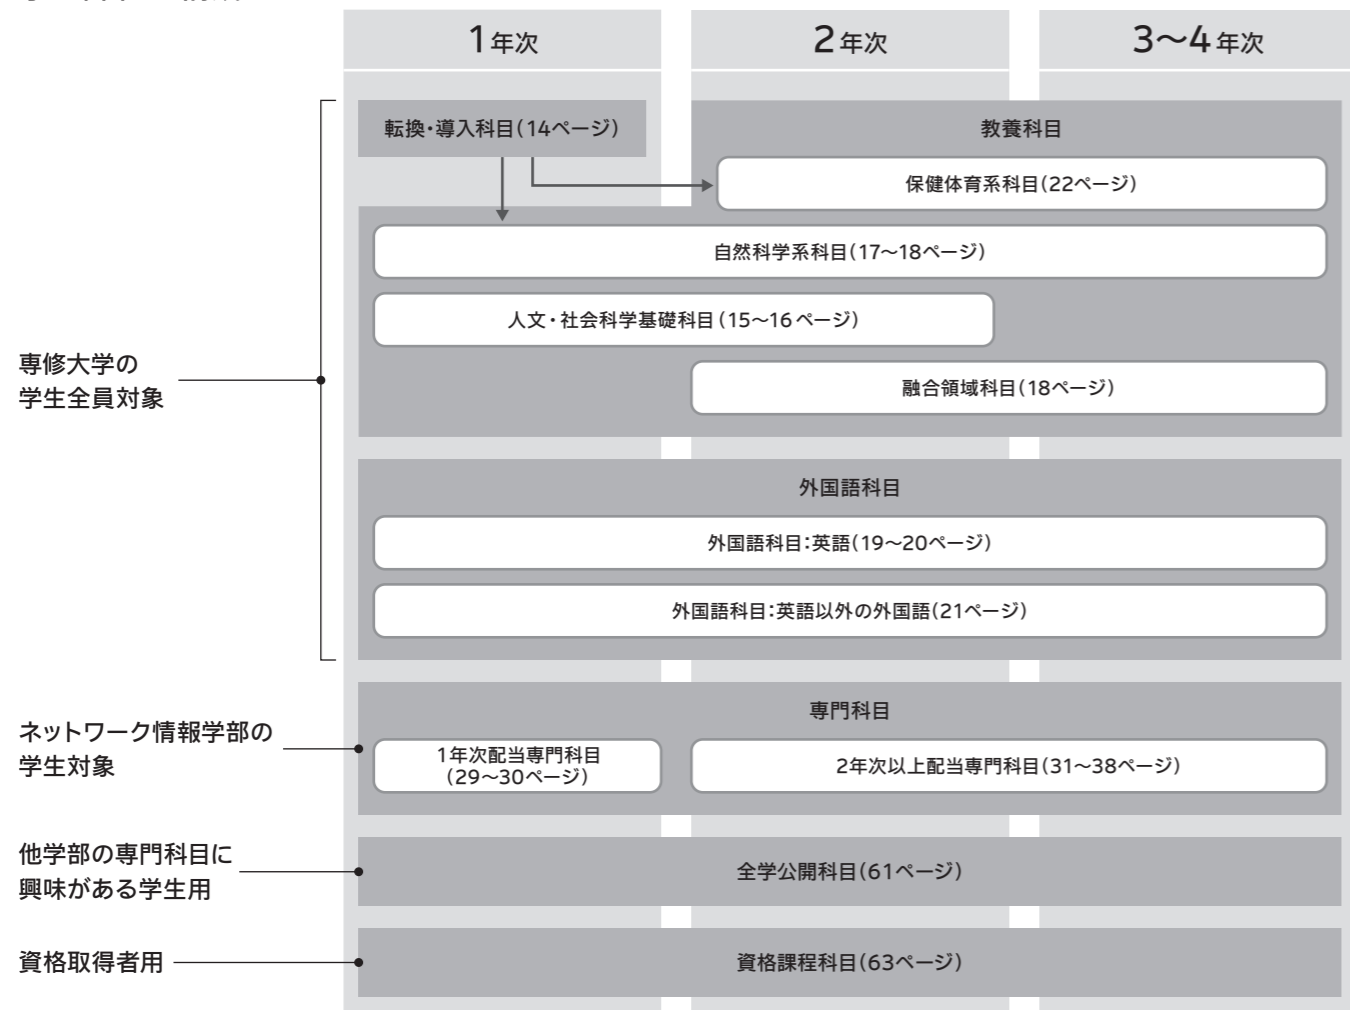 1年次
2年次
3〜4年次
転換・導入科目(14ページ)
教養科目
保健体育系科目(22ページ)
自然科学系科目(17〜18ページ)
人文・社会科学基礎科目(15〜16ページ)
融合領域科目(18ページ)
専修大学の
学生全員対象
外国語科目
外国語科目:英語(19〜20ページ)
外国語科目:英語以外の外国語(21ページ)
専門科目
ネットワーク情報学部の
学生対象
1年次配当専門科目
(29〜30ページ)
2年次以上配当専門科目(31〜38ページ)
他学部の専門科目に
興味がある学生用
全学公開科目(61ページ)
資格取得者用
資格課程科目(63ページ)